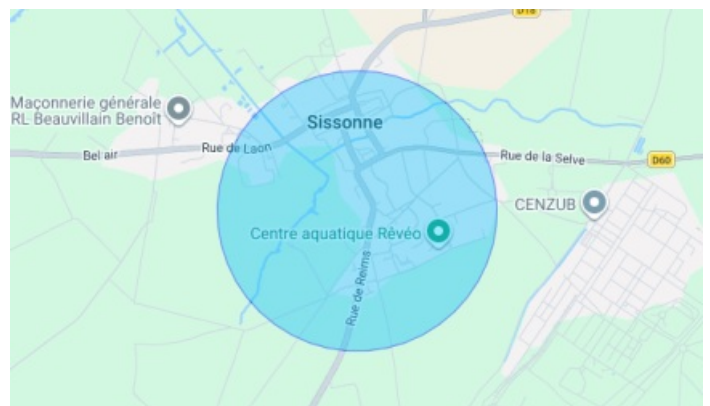 D18
Maçonnerie générale
RL Beauvillain Benoît
Sissonne
Bel air
Rue de Laon
Rue de la Selve
D60
CENZUB
Centre aquatique Rêvéo
Rue de Reims